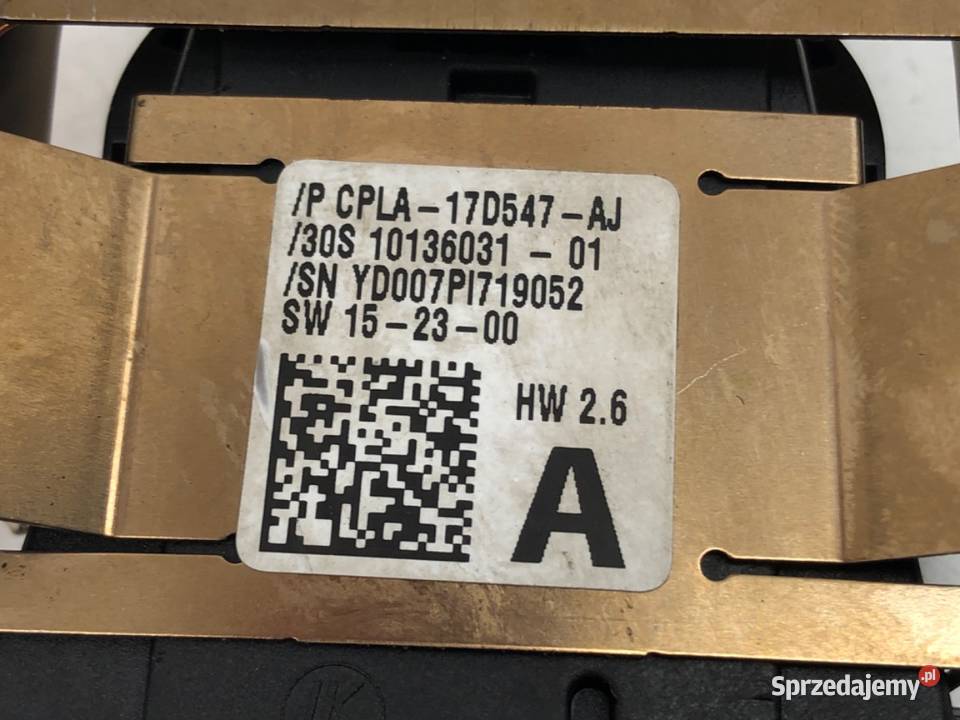 /P CPLA-17D547-AJ
/30S 10136031 - 01
/SN YD007PI719052
SW 15-23-00
HW 2.6
A
Sprzedajemy.pl